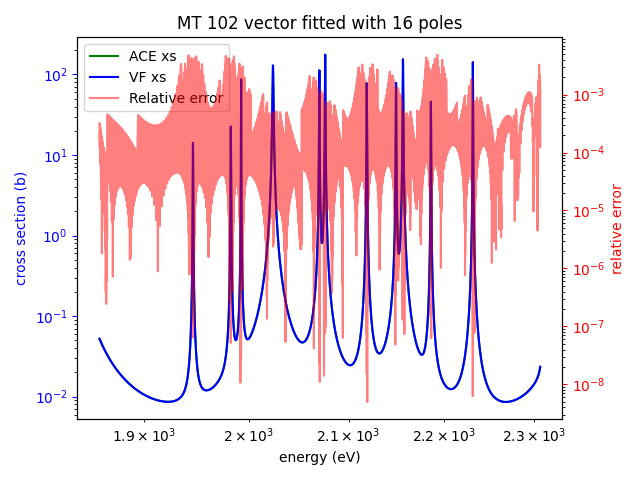 MT 102 vector fitted with 16 poles
ACE xs
VF xs
Relative error
10²
10¹
10⁰
10⁻¹
10⁻²
cross section (b)
10⁻³
10⁻⁴
10⁻⁵
10⁻⁶
10⁻⁷
10⁻⁸
relative error
1.9 × 10³ 2 × 10³ 2.1 × 10³ 2.2 × 10³ 2.3 × 10³
energy (eV)